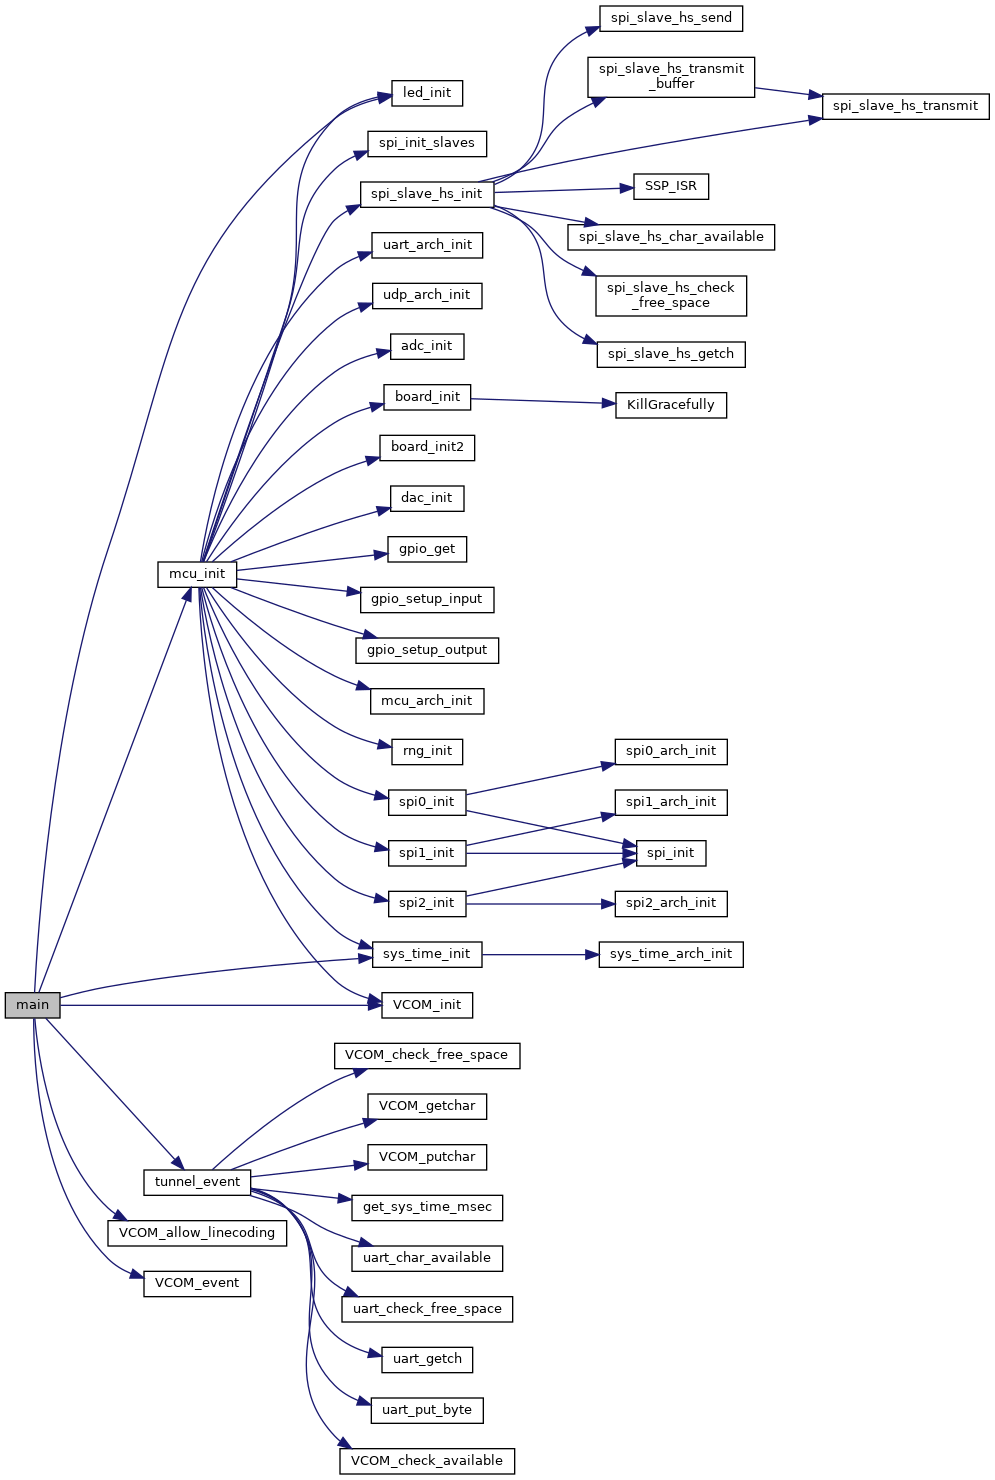 spi_slave_hs_send
spi_slave_hs_transmit
_buffer
led_init
spi_slave_hs_transmit
spi_init_slaves
SSP_ISR
spi_slave_hs_init
spi_slave_hs_char_available
uart_arch_init
spi_slave_hs_check
_free_space
udp_arch_init
adc_init
spi_slave_hs_getch
board_init
KillGracefully
board_init2
dac_init
gpio_get
mcu_init
gpio_setup_input
gpio_setup_output
mcu_arch_init
rng_init
spi0_arch_init
spi0_init
spi1_arch_init
spi1_init
spi_init
spi2_init
spi2_arch_init
sys_time_init
sys_time_arch_init
main
VCOM_init
VCOM_check_free_space
VCOM_getchar
VCOM_putchar
tunnel_event
get_sys_time_msec
VCOM_allow_linecoding
uart_char_available
VCOM_event
uart_check_free_space
uart_getch
uart_put_byte
VCOM_check_available